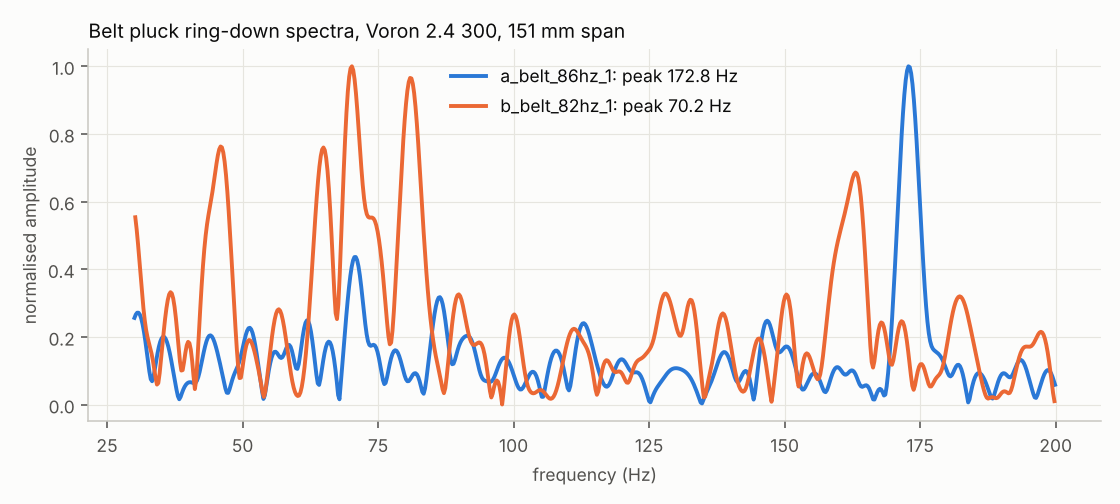 Belt pluck ring-down spectra, Voron 2.4 300, 151 mm span
a_belt_86hz_1: peak 172.8 Hz
b_belt_82hz_1: peak 70.2 Hz
normalised amplitude
1.0
0.8
0.6
0.4
0.2
0.0
25 50 75 100 125 150 175 200
frequency (Hz)